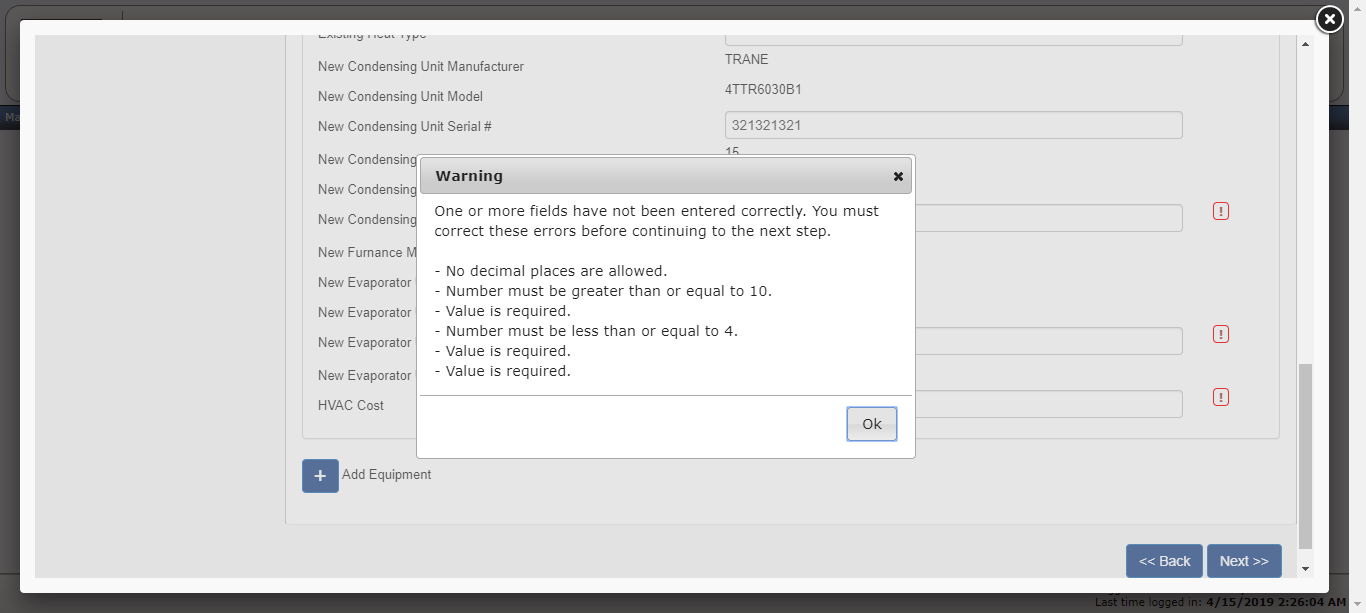 Existing Heat Type
New Condensing Unit Manufacturer
TRANE
New Condensing Unit Model
4TTR6030B1
New Condensing Unit Serial #
321321321
New Condensing
15
New Condensing
New Condensing
New Furnance M
New Evaporator
New Evaporator
New Evaporator
New Evaporator
HVAC Cost
Warning
One or more fields have not been entered correctly. You must
correct these errors before continuing to the next step.
- No decimal places are allowed.
- Number must be greater than or equal to 10.
- Value is required.
- Number must be less than or equal to 4.
- Value is required.
- Value is required.
Ok
+ Add Equipment
<< Back
Next >>
Ma
Last time logged in: 4/15/2019 2:26:04 AM